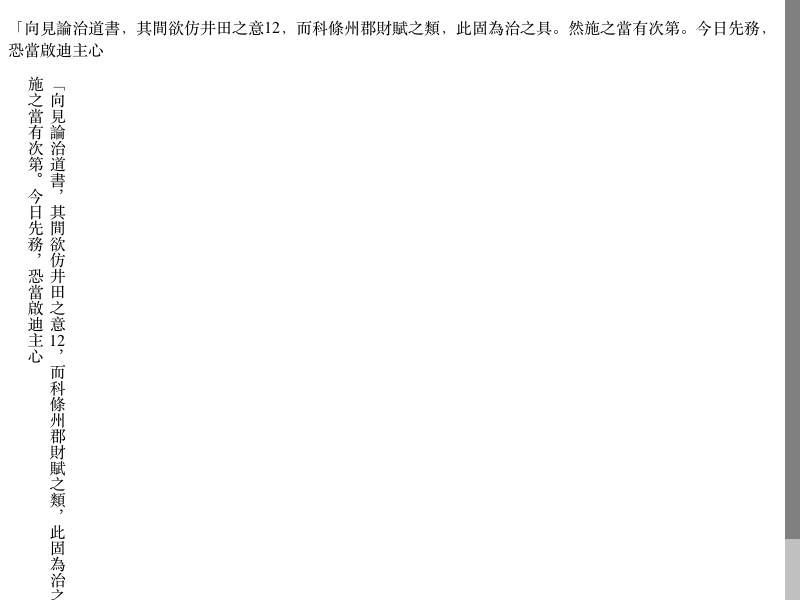 「向見論治道書，其間欲仿井田之意12，而科條州郡財賦之類，此固為治之具。然施之當有次第。今日先務，
恐當啟迪主心
「向見論治道書，其間欲仿井田之意12，而科條州郡財賦之類，此固為治之
施之當有次第。今日先務，恐當啟迪主心